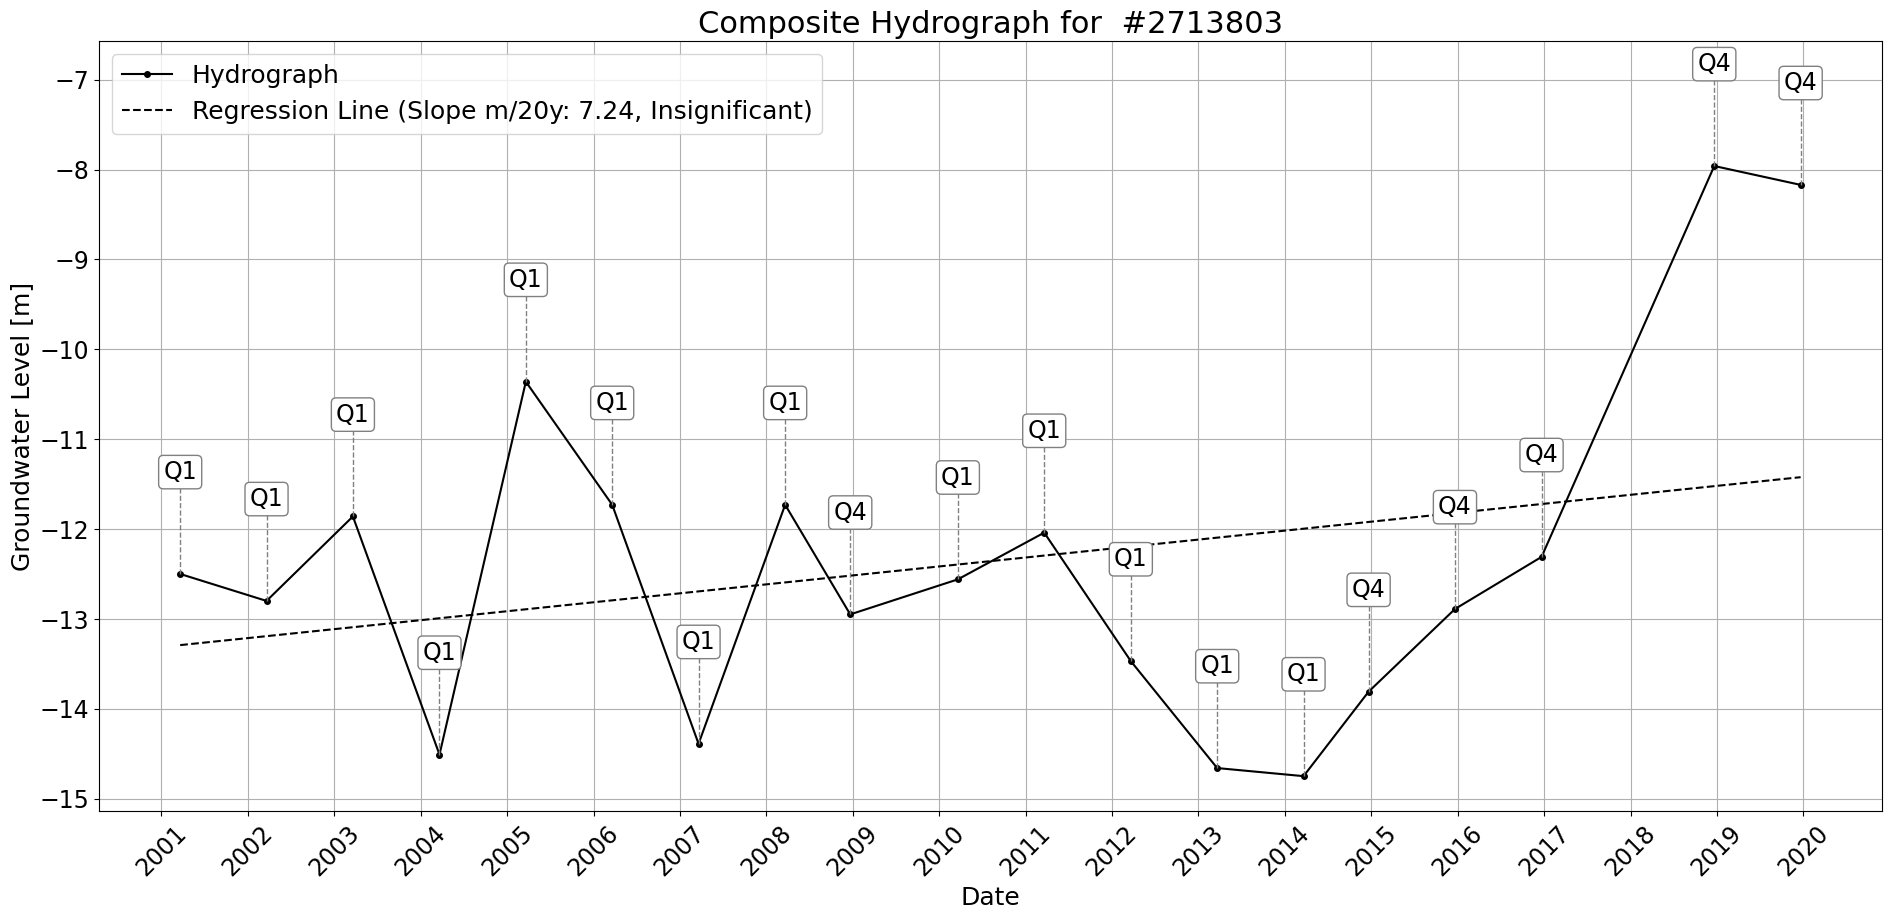 Composite Hydrograph for  #2713803
Hydrograph
Regression Line (Slope m/20y: 7.24, Insignificant)
Groundwater Level [m]
−7
−8
−9
−10
−11
−12
−13
−14
−15
Q1
Q1
Q1
Q1
Q1
Q1
Q1
Q1
Q4
Q1
Q1
Q1
Q1
Q1
Q4
Q4
Q4
Q4
Q4
2001
2002
2003
2004
2005
2006
2007
2008
2009
2010
2011
2012
2013
2014
2015
2016
2017
2018
2019
2020
Date